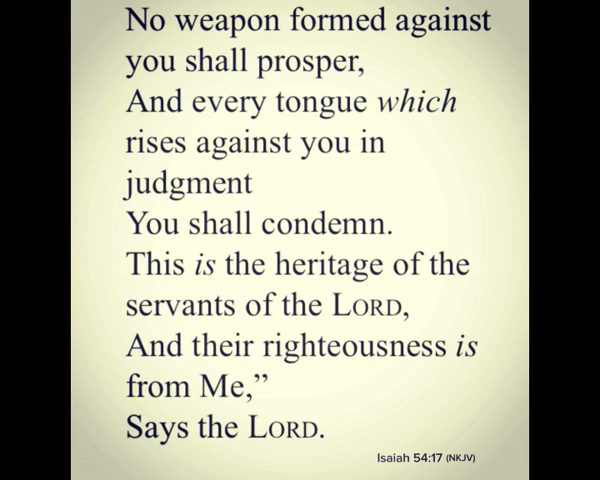 No weapon formed against
you shall prosper,
And every tongue which
rises against you in
judgment
You shall condemn.
This is the heritage of the
servants of the LORD,
And their righteousness is
from Me,”
Says the LORD.
Isaiah 54:17 (NKJV)